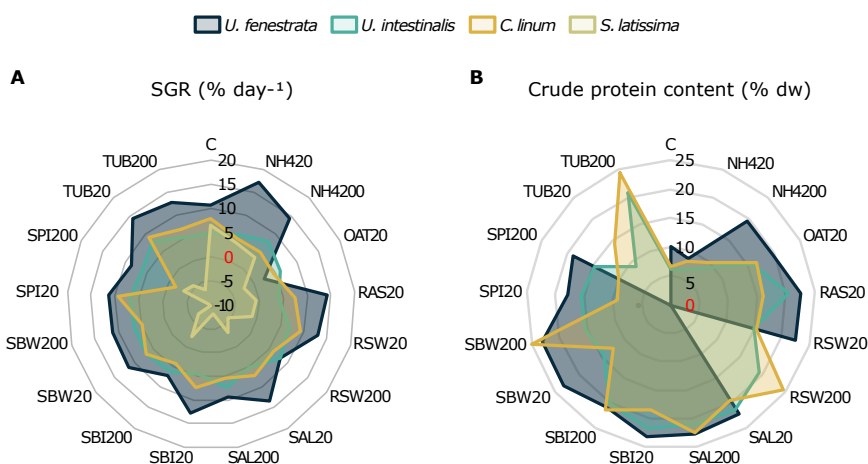 U. fenestrata U. intestinalis C. linum S. latissima
A SGR (% day-¹)
C
NH420
NH4200
OAT20
RAS20
RSW20
RSW200
SAL20
SAL200
SBI20
SBI200
SBW20
SBW200
SPI20
SPI200
TUB20
TUB200
20
15
10
5
0
-5
-10
B Crude protein content (% dw)
C
NH420
NH4200
OAT20
RAS20
RSW20
RSW200
SAL20
SAL200
SBI20
SBI200
SBW20
SBW200
SPI20
SPI200
TUB20
TUB200
25
20
15
10
5
0